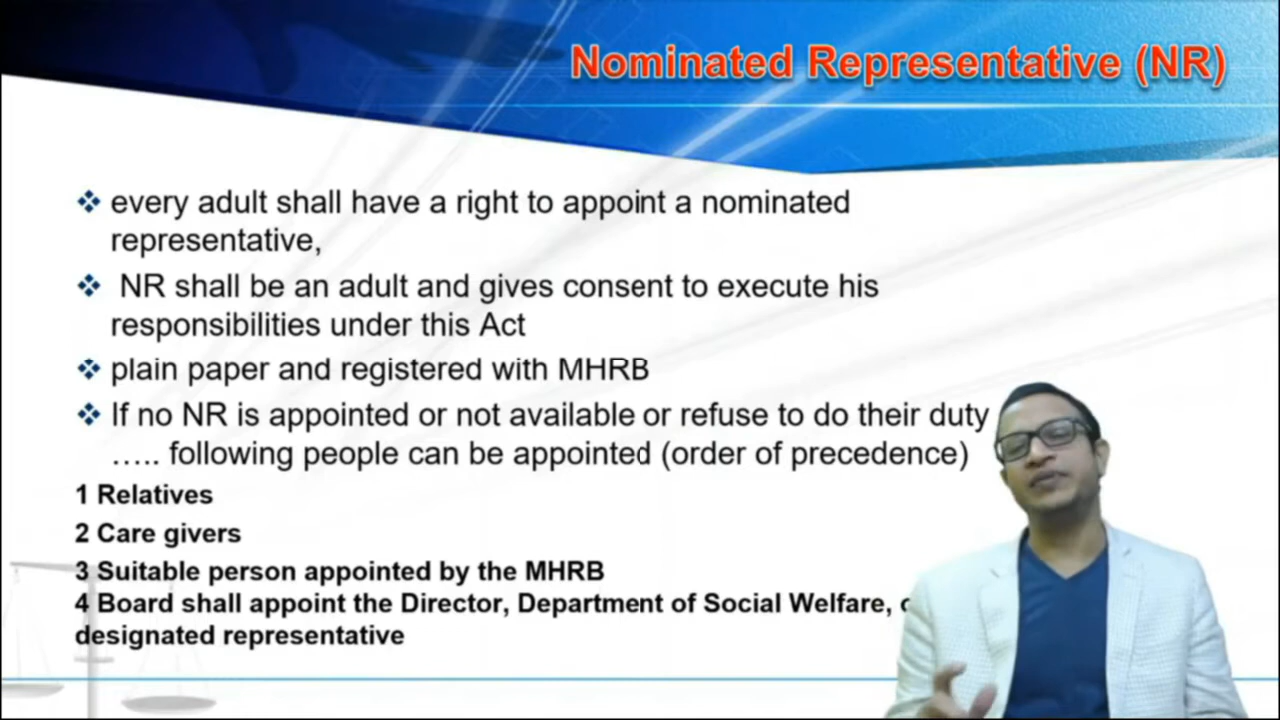 Nominated Representative (NR)
❖ every adult shall have a right to appoint a nominated
representative,
❖ NR shall be an adult and gives consent to execute his
responsibilities under this Act
❖ plain paper and registered with MHRB
❖ If no NR is appointed or not available or refuse to do their duty
..... following people can be appointed (order of precedence)
1 Relatives
2 Care givers
3 Suitable person appointed by the MHRB
4 Board shall appoint the Director, Department of Social Welfare,
designated representative